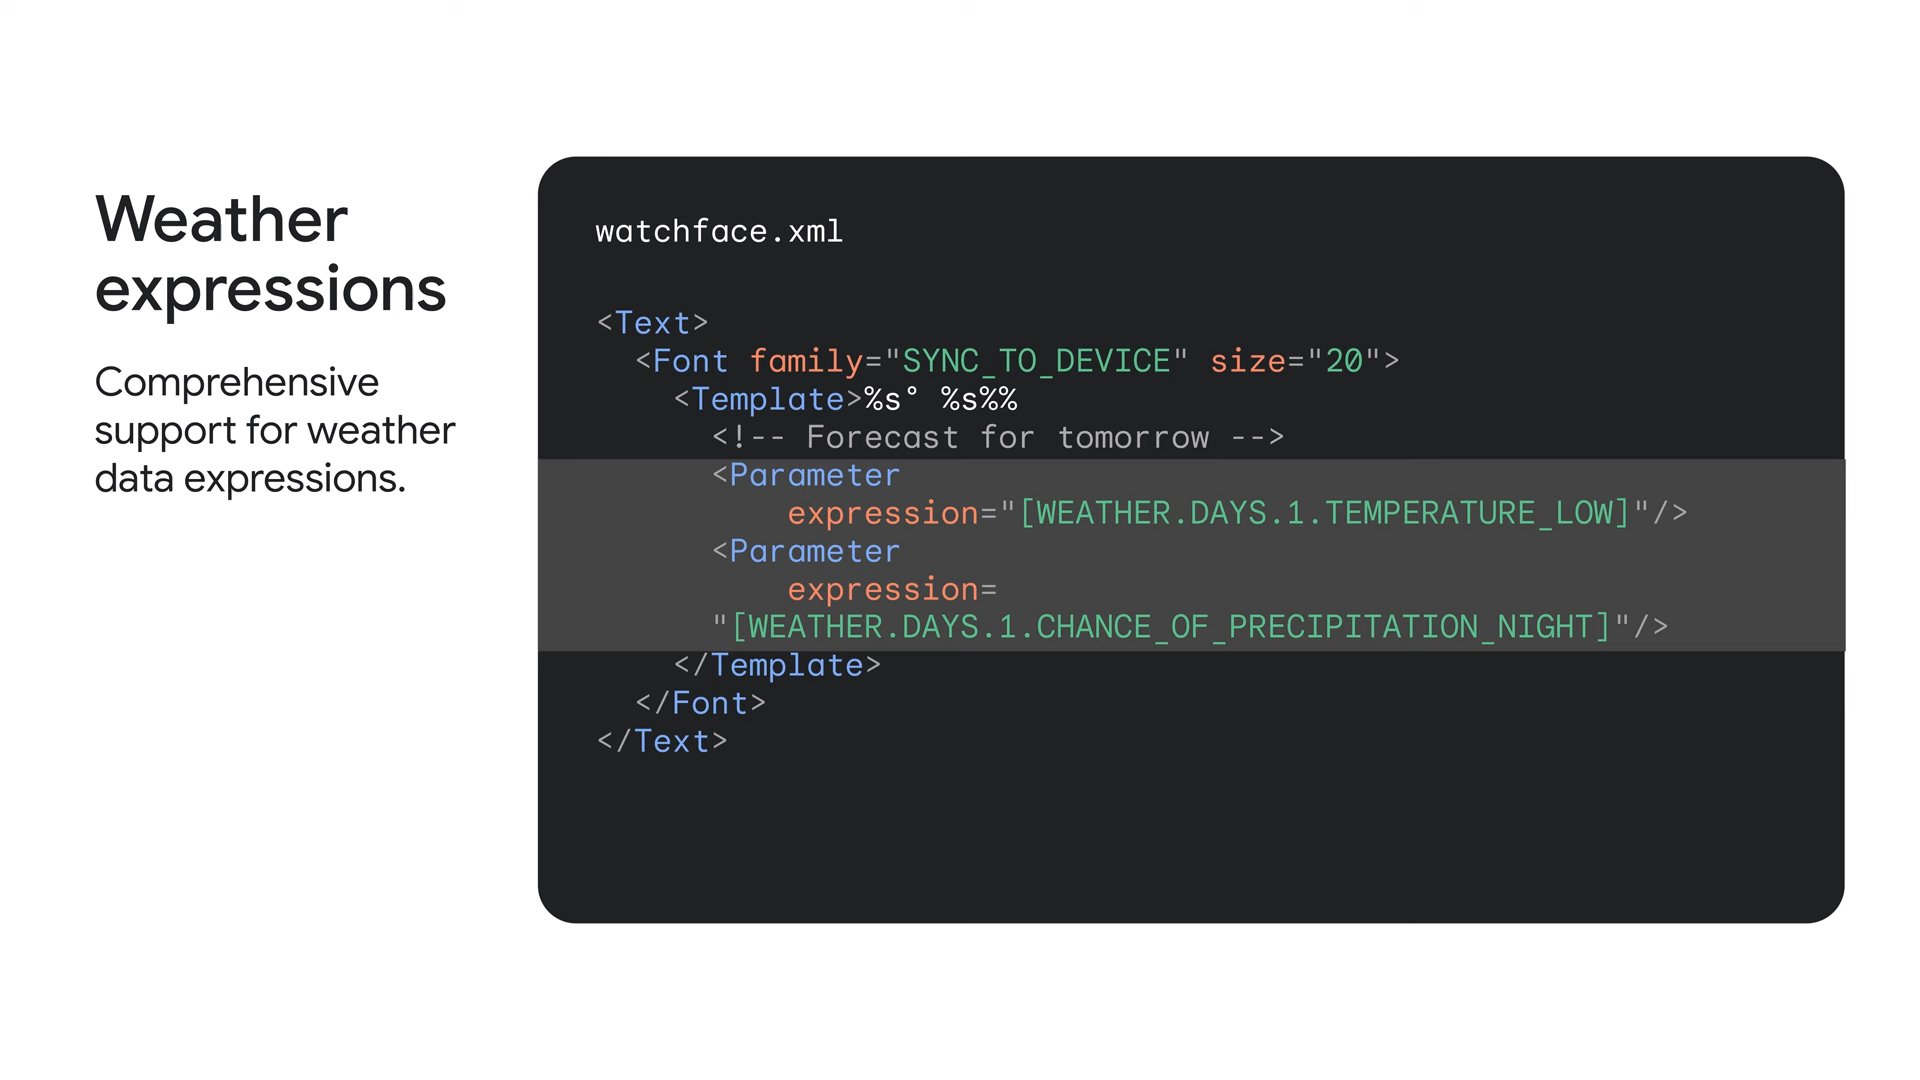 Weather
expressions
Comprehensive
support for weather
data expressions.
watchface.xml
<Text>
  <Font family="SYNC_TO_DEVICE" size="20">
    <Template>%s° %s%%
      <!-- Forecast for tomorrow -->
      <Parameter
          expression="[WEATHER.DAYS.1.TEMPERATURE_LOW]"/>
      <Parameter
          expression=
      "[WEATHER.DAYS.1.CHANCE_OF_PRECIPITATION_NIGHT]"/>
    </Template>
  </Font>
</Text>